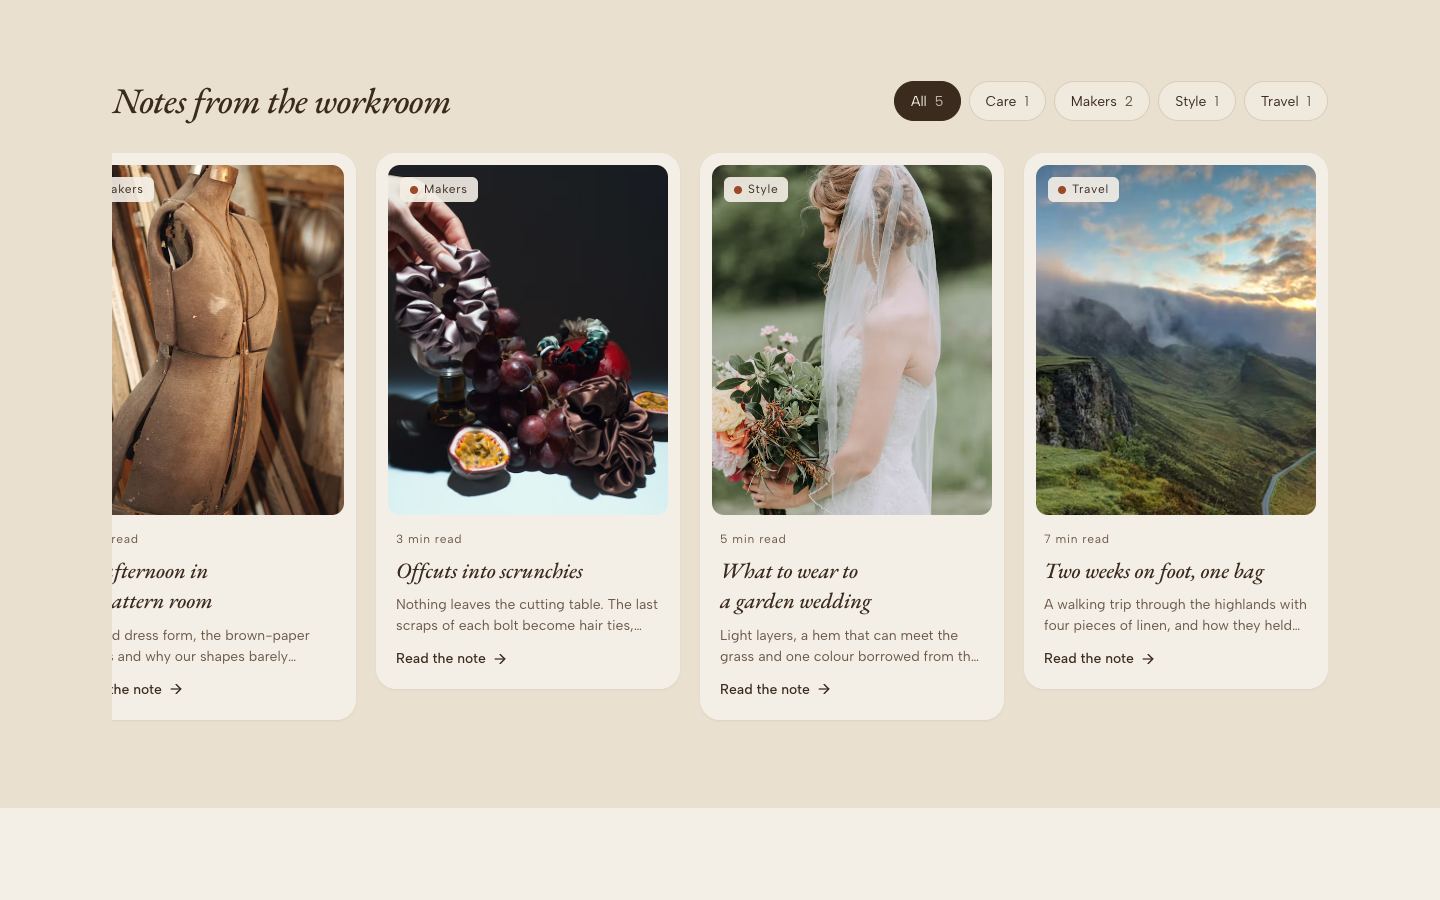 Notes from the workroom
All 5
Care 1
Makers 2
Style 1
Travel 1
akers
read
fternoon in
attern room
d dress form, the brown-paper
s and why our shapes barely…
the note
Makers
3 min read
Offcuts into scrunchies
Nothing leaves the cutting table. The last
scraps of each bolt become hair ties,…
Read the note
Style
5 min read
What to wear to
a garden wedding
Light layers, a hem that can meet the
grass and one colour borrowed from th…
Read the note
Travel
7 min read
Two weeks on foot, one bag
A walking trip through the highlands with
four pieces of linen, and how they held…
Read the note